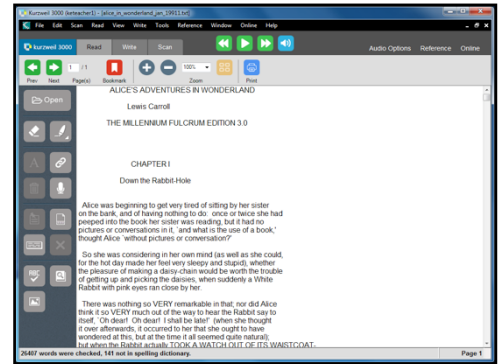 Kurzweil 3000 (keteacher1) - [alice_in_wonderland_jan_19911.txt]
File Edit Scan Read View Write Tools Reference Window Online Help
kurzweil 3000 Read Write Scan Audio Options Reference Online
1 /1 100%
Prev Next Page(s) Bookmark Zoom Print
Open
ALICE'S ADVENTURES IN WONDERLAND
Lewis Carroll
THE MILLENNIUM FULCRUM EDITION 3.0
CHAPTER I
Down the Rabbit-Hole
Alice was beginning to get very tired of sitting by her sister
on the bank, and of having nothing to do: once or twice she had
peeped into the book her sister was reading, but it had no
pictures or conversations in it, `and what is the use of a book,'
thought Alice `without pictures or conversation?'
So she was considering in her own mind (as well as she could,
for the hot day made her feel very sleepy and stupid), whether
the pleasure of making a daisy-chain would be worth the trouble
of getting up and picking the daisies, when suddenly a White
Rabbit with pink eyes ran close by her.
There was nothing so VERY remarkable in that; nor did Alice
think it so VERY much out of the way to hear the Rabbit say to
itself, `Oh dear! Oh dear! I shall be late!' (when she thought
it over afterwards, it occurred to her that she ought to have
wondered at this, but at the time it all seemed quite natural);
but when the Rabbit actually TOOK A WATCH OUT OF ITS WAISTCOAT-
26407 words were checked, 141 not in spelling dictionary. Page 1